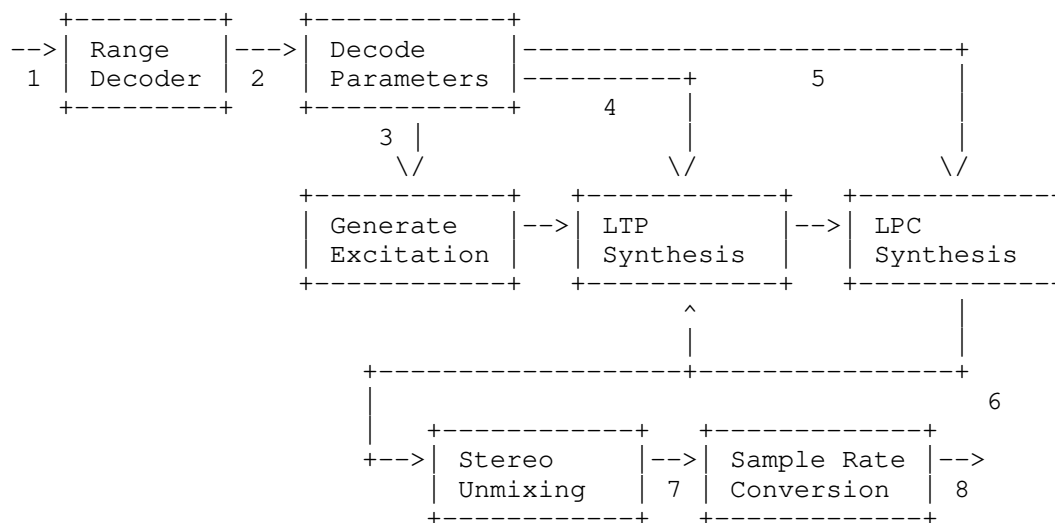 +---------+    +------------+
-->| Range   |--->| Decode     |---------------------------+
 1 | Decoder | 2  | Parameters |----------+       5        |
   +---------+    +------------+     4    |                |
                       3 |                |                |
                        \/               \/               \/
                  +------------+   +------------+   +------------
                  | Generate   |-->| LTP        |-->| LPC
                  | Excitation |   | Synthesis  |   | Synthesis
                  +------------+   +------------+   +------------
                                          ^                |
                                          |                |
                      +-------------------+----------------+
                      |                                      6
                      |   +------------+   +-------------+
                      +-->| Stereo     |-->| Sample Rate |-->
                          | Unmixing   | 7 | Conversion  | 8
                          +------------+   +-------------+